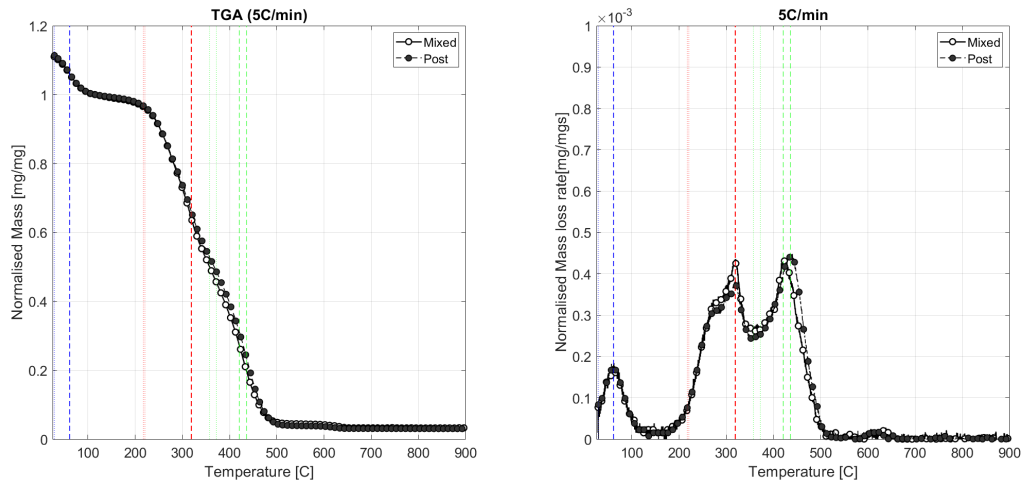 TGA (5C/min)
Normalised Mass [mg/mg]
1.2
1
0.8
0.6
0.4
0.2
0
100 200 300 400 500 600 700 800 900
Temperature [C]
Mixed
Post
5C/min
×10-3
Normalised Mass loss rate[mg/mgs]
1
0.9
0.8
0.7
0.6
0.5
0.4
0.3
0.2
0.1
0
100 200 300 400 500 600 700 800 900
Temperature [C]
Mixed
Post